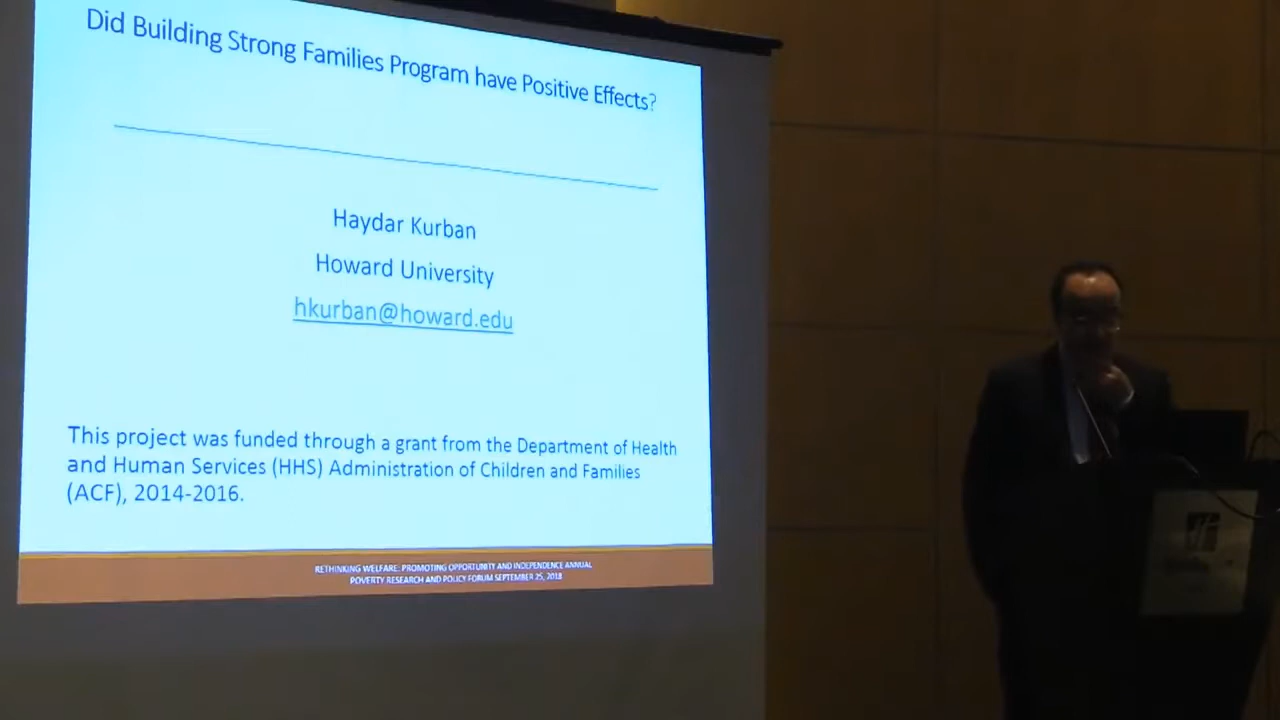 Did Building Strong Families Program have Positive Effects?
Haydar Kurban
Howard University
hkurban@howard.edu
This project was funded through a grant from the Department of Health
and Human Services (HHS) Administration of Children and Families
(ACF), 2014-2016.
RETHINKING WELFARE: PROMOTING OPPORTUNITY AND INDEPENDENCE ANNUAL
POVERTY RESEARCH AND POLICY FORUM SEPTEMBER 25, 2018